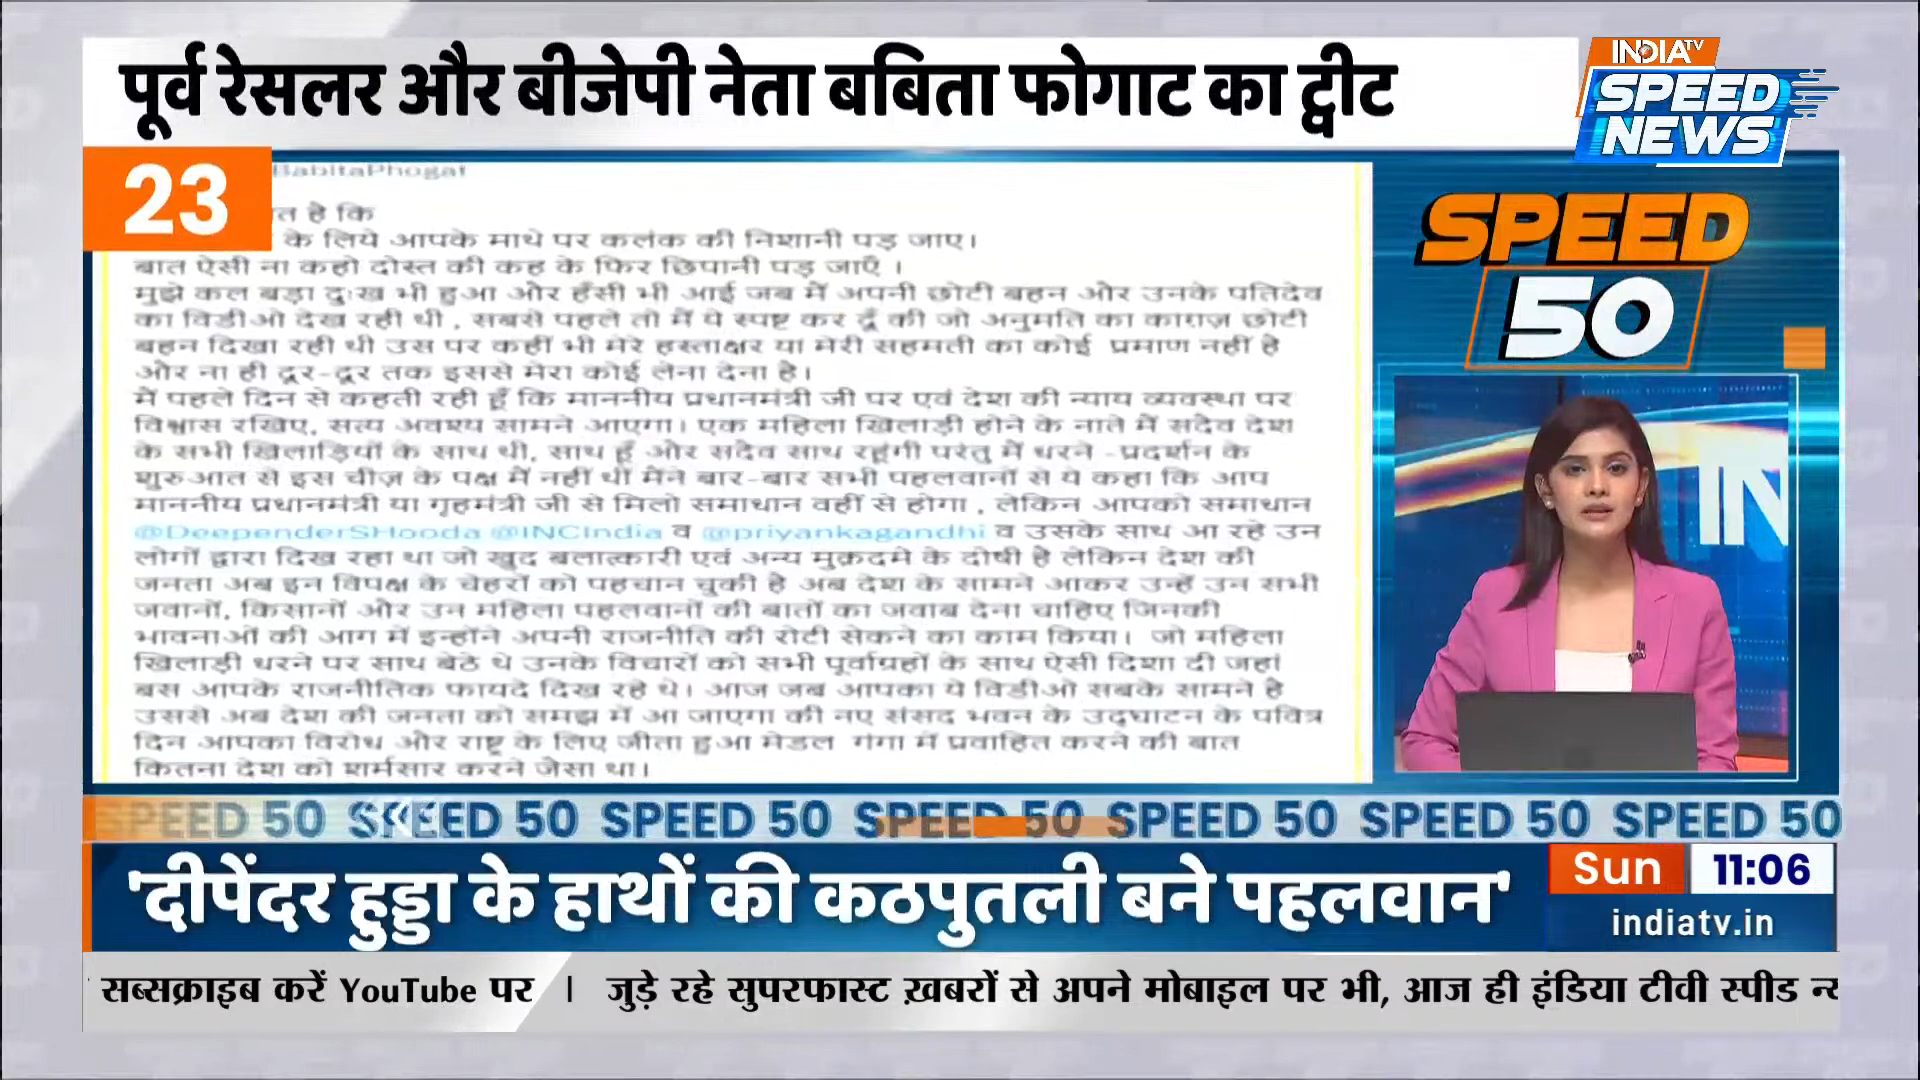 पूर्व रेसलर और बीजेपी नेता बबिता फोगाट का ट्वीट
INDIA TV
SPEED
NEWS
23
BabitaPhogat
त है कि
के लिये आपके माथे पर कलंक की निशानी पड़ जाए।
बात ऐसी ना कहो दोस्त की कह के फिर छिपानी पड़ जाएँ ।
मुझे कल बड़ा दुःख भी हुआ और हँसी भी आई जब मैं अपनी छोटी बहन और उनके पतिदेव
का विडीओ देख रही थी , सबसे पहले तो मैं ये स्पष्ट कर दूँ की जो अनुमति का काग़ज़ छोटी
बहन दिखा रही थी उस पर कहीं भी मेरे हस्ताक्षर या मेरी सहमती का कोई प्रमाण नहीं है
और ना ही दूर-दूर तक इससे मेरा कोई लेना देना है।
मैं पहले दिन से कहती रही हूँ कि माननीय प्रधानमंत्री जी पर एवं देश की न्याय व्यवस्था पर
विश्वास रखिए, सत्य अवश्य सामने आएगा। एक महिला खिलाड़ी होने के नाते मैं सदैव देश
के सभी खिलाड़ियों के साथ थी, साथ हूँ और सदैव साथ रहूंगी परंतु मैं धरने -प्रदर्शन के
शुरुआत से इस चीज़ के पक्ष में नहीं थी मैंने बार-बार सभी पहलवानों से ये कहा कि आप
माननीय प्रधानमंत्री या गृहमंत्री जी से मिलो समाधान वहीं से होगा , लेकिन आपको समाधान
@DeependerSHooda @INCIndia व @priyankagandhi व उसके साथ आ रहे उन
लोगों द्वारा दिख रहा था जो खुद बलात्कारी एवं अन्य मुक़दमे के दोषी है लेकिन देश की
जनता अब इन विपक्ष के चेहरों को पहचान चुकी है अब देश के सामने आकर उन्हें उन सभी
जवानों, किसानों और उन महिला पहलवानों की बातों का जवाब देना चाहिए जिनकी
भावनाओं की आग में इन्होंने अपनी राजनीति की रोटी सेकने का काम किया। जो महिला
खिलाड़ी धरने पर साथ बैठे थे उनके विचारों को सभी पूर्वाग्रहों के साथ ऐसी दिशा दी जहां
बस आपके राजनीतिक फायदे दिख रहे थे। आज जब आपका ये विडीओ सबके सामने है
उससे अब देश की जनता को समझ में आ जाएगा की नए संसद भवन के उद्घाटन के पवित्र
दिन आपका विरोध और राष्ट्र के लिए जीता हुआ मेडल गंगा में प्रवाहित करने की बात
कितना देश को शर्मसार करने जैसा था।
SPEED
50
IN
SPEED 50 SPEED 50 SPEED 50 SPEED 50 SPEED 50 SPEED 50 SPEED 50
'दीपेंदर हुड्डा के हाथों की कठपुतली बने पहलवान'
Sun 11:06
indiatv.in
सब्सक्राइब करें YouTube पर | जुड़े रहे सुपरफास्ट ख़बरों से अपने मोबाइल पर भी, आज ही इंडिया टीवी स्पीड